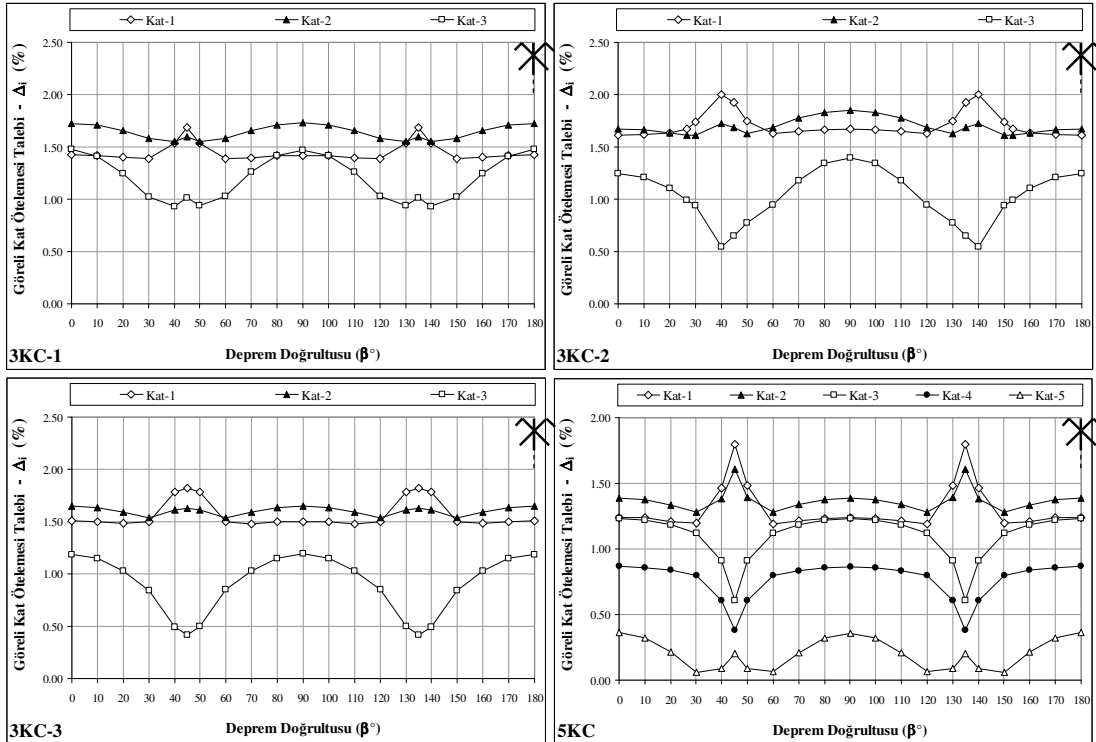 Kat-1 Kat-2 Kat-3
Göreli Kat Ötelemesi Talebi - Δi (%)
2.50
2.00
1.50
1.00
0.50
0.00
0 10 20 30 40 50 60 70 80 90 100 110 120 130 140 150 160 170 180
Deprem Doğrultusu (β°)
3KC-1
Kat-1 Kat-2 Kat-3
Göreli Kat Ötelemesi Talebi - Δi (%)
2.50
2.00
1.50
1.00
0.50
0.00
0 10 20 30 40 50 60 70 80 90 100 110 120 130 140 150 160 170 180
Deprem Doğrultusu (β°)
3KC-2
Kat-1 Kat-2 Kat-3
Göreli Kat Ötelemesi Talebi - Δi (%)
2.50
2.00
1.50
1.00
0.50
0.00
0 10 20 30 40 50 60 70 80 90 100 110 120 130 140 150 160 170 180
Deprem Doğrultusu (β°)
3KC-3
Kat-1 Kat-2 Kat-3 Kat-4 Kat-5
Göreli Kat Ötelemesi Talebi - Δi (%)
2.00
1.50
1.00
0.50
0.00
0 10 20 30 40 50 60 70 80 90 100 110 120 130 140 150 160 170 180
Deprem Doğrultusu (β°)
5KC